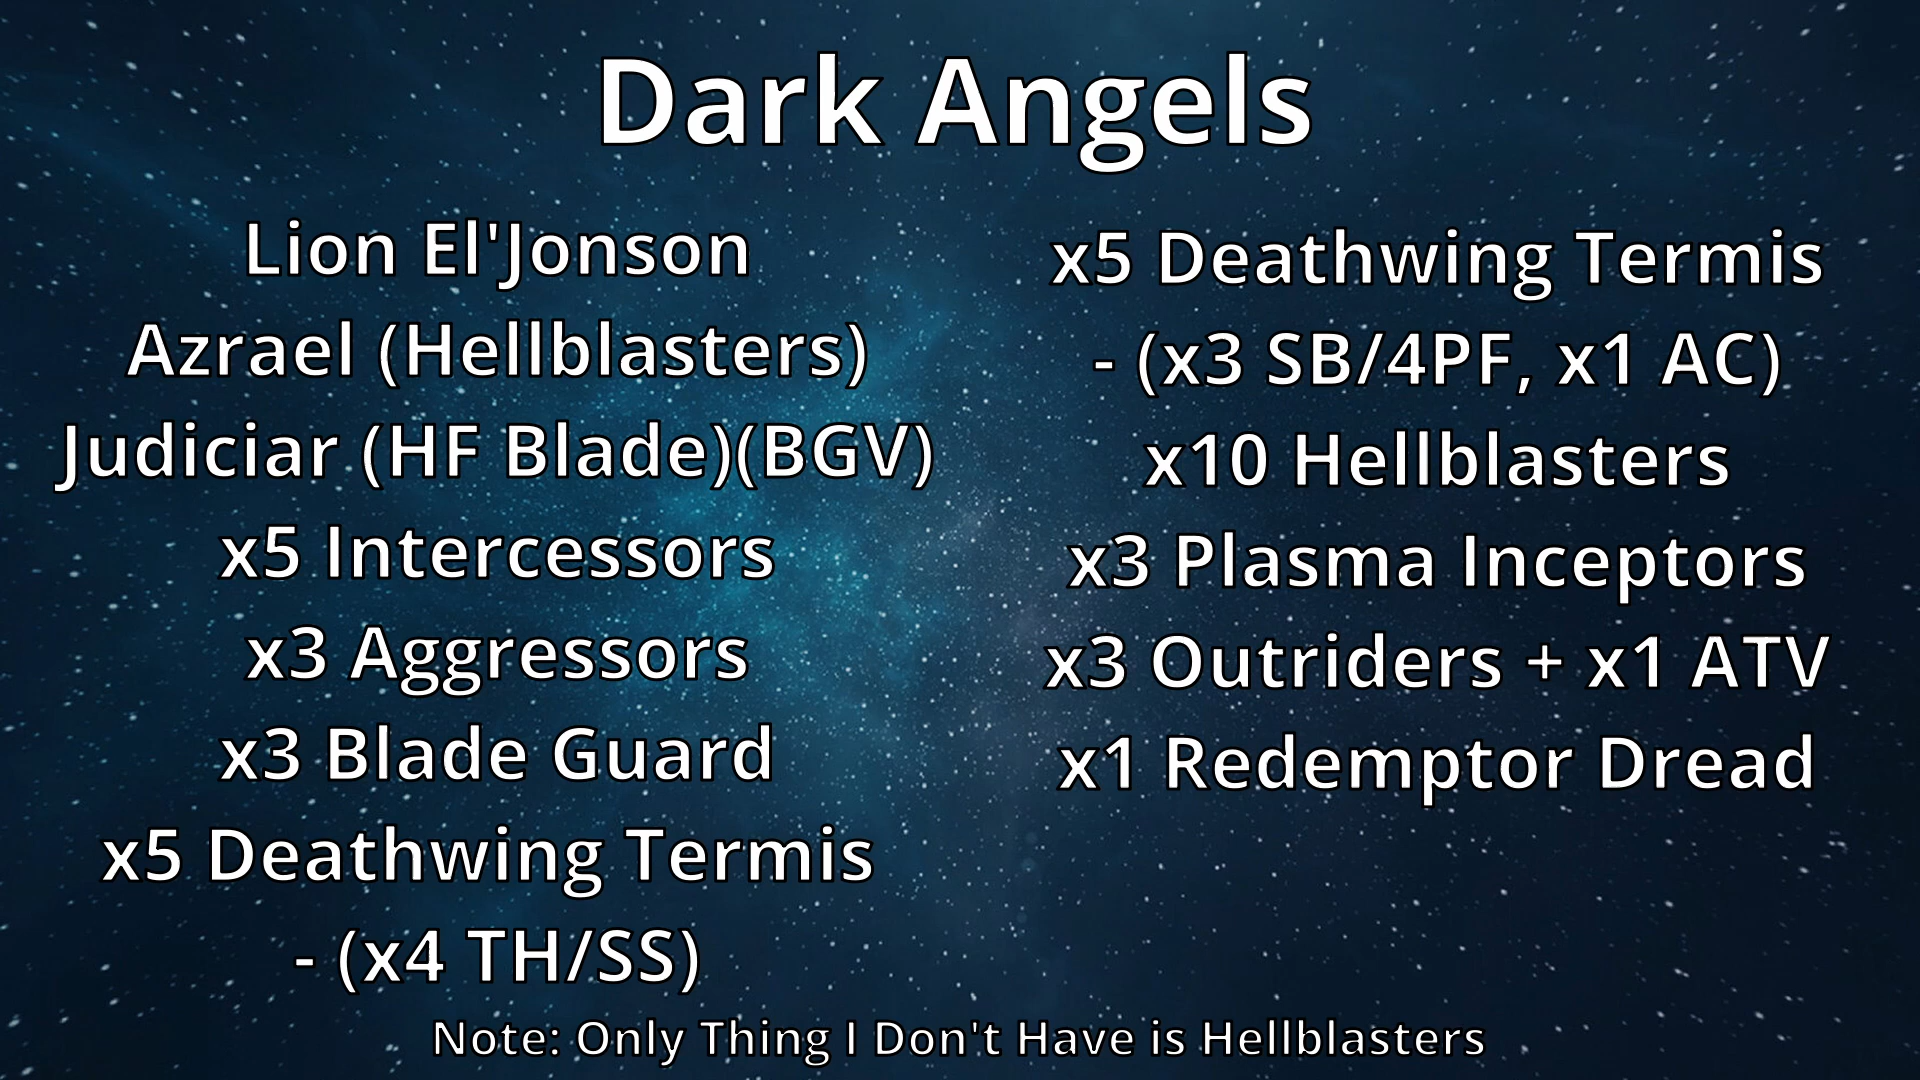 Dark Angels
Lion El'Jonson
Azrael (Hellblasters)
Judiciar (HF Blade)(BGV)
x5 Intercessors
x3 Aggressors
x3 Blade Guard
x5 Deathwing Termis
- (x4 TH/SS)
x5 Deathwing Termis
- (x3 SB/4PF, x1 AC)
x10 Hellblasters
x3 Plasma Inceptors
x3 Outriders + x1 ATV
x1 Redemptor Dread
Note: Only Thing I Don't Have is Hellblasters